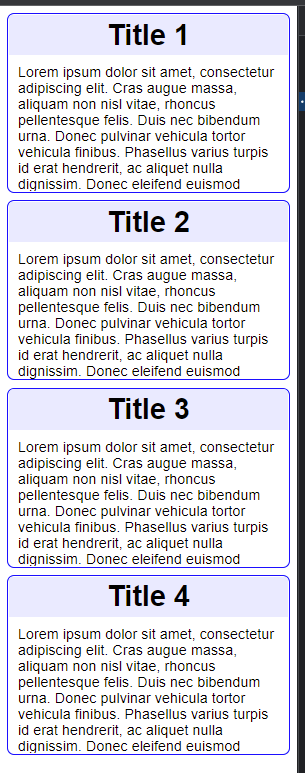 Title 1
Lorem ipsum dolor sit amet, consectetur
adipiscing elit. Cras augue massa,
aliquam non nisl vitae, rhoncus
pellentesque felis. Duis nec bibendum
urna. Donec pulvinar vehicula tortor
vehicula finibus. Phasellus varius turpis
id erat hendrerit, ac aliquet nulla
dignissim. Donec eleifend euismod
Title 2
Lorem ipsum dolor sit amet, consectetur
adipiscing elit. Cras augue massa,
aliquam non nisl vitae, rhoncus
pellentesque felis. Duis nec bibendum
urna. Donec pulvinar vehicula tortor
vehicula finibus. Phasellus varius turpis
id erat hendrerit, ac aliquet nulla
dignissim. Donec eleifend euismod
Title 3
Lorem ipsum dolor sit amet, consectetur
adipiscing elit. Cras augue massa,
aliquam non nisl vitae, rhoncus
pellentesque felis. Duis nec bibendum
urna. Donec pulvinar vehicula tortor
vehicula finibus. Phasellus varius turpis
id erat hendrerit, ac aliquet nulla
dignissim. Donec eleifend euismod
Title 4
Lorem ipsum dolor sit amet, consectetur
adipiscing elit. Cras augue massa,
aliquam non nisl vitae, rhoncus
pellentesque felis. Duis nec bibendum
urna. Donec pulvinar vehicula tortor
vehicula finibus. Phasellus varius turpis
id erat hendrerit, ac aliquet nulla
dignissim. Donec eleifend euismod